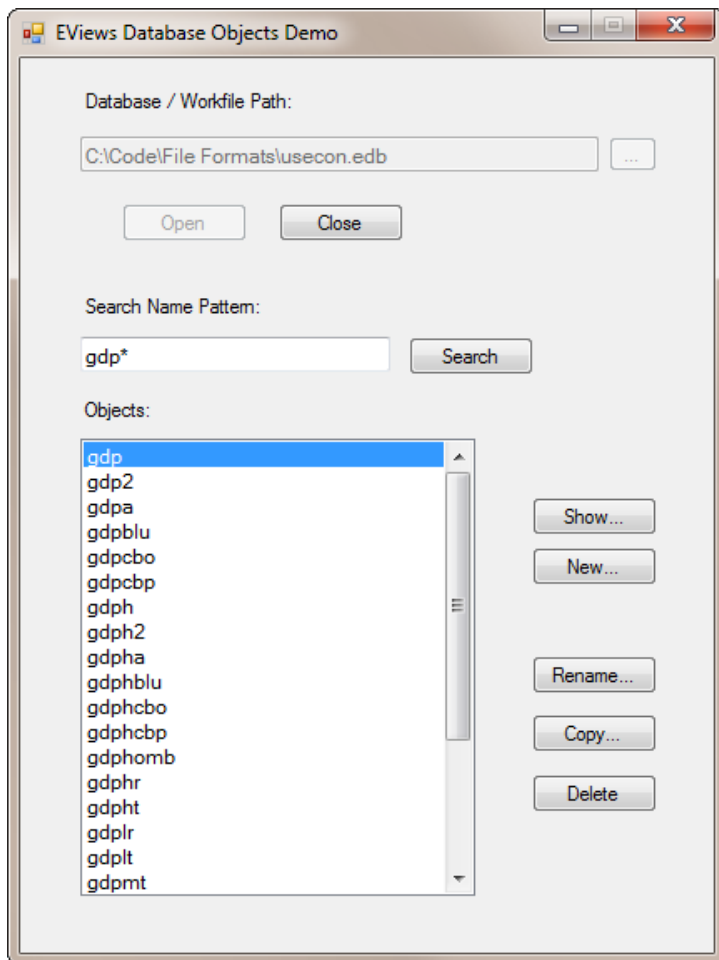 EViews Database Objects Demo
Database / Workfile Path:
C:\Code\File Formats\usecon.edb
...
Open
Close
Search Name Pattern:
gdp*
Search
Objects:
gdp
gdp2
gdpa
gdpblu
gdpcbo
gdpcbp
gdph
gdph2
gdpha
gdphblu
gdphcbo
gdphcbp
gdphomb
gdphr
gdpht
gdplr
gdplt
gdpmt
Show...
New...
Rename...
Copy...
Delete